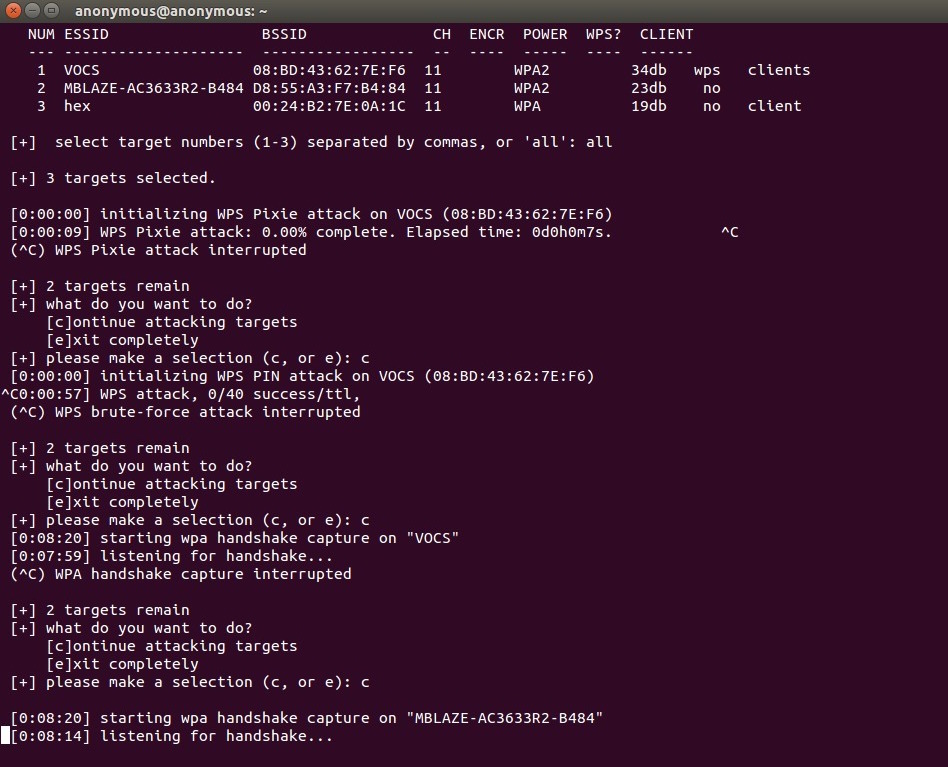 anonymous@anonymous: ~
NUM ESSID BSSID CH ENCR POWER WPS? CLIENT
--- -------------------- ----------------- -- ---- ----- ---- ------
1 VOCS 08:BD:43:62:7E:F6 11 WPA2 34db wps clients
2 MBLAZE-AC3633R2-B484 D8:55:A3:F7:B4:84 11 WPA2 23db no
3 hex 00:24:B2:7E:0A:1C 11 WPA 19db no client
[+] select target numbers (1-3) separated by commas, or 'all': all
[+] 3 targets selected.
[0:00:00] initializing WPS Pixie attack on VOCS (08:BD:43:62:7E:F6)
[0:00:09] WPS Pixie attack: 0.00% complete. Elapsed time: 0d0h0m7s. ^C
(^C) WPS Pixie attack interrupted
[+] 2 targets remain
[+] what do you want to do?
[c]ontinue attacking targets
[e]xit completely
[+] please make a selection (c, or e): c
[0:00:00] initializing WPS PIN attack on VOCS (08:BD:43:62:7E:F6)
^C0:00:57] WPS attack, 0/40 success/ttl,
(^C) WPS brute-force attack interrupted
[+] 2 targets remain
[+] what do you want to do?
[c]ontinue attacking targets
[e]xit completely
[+] please make a selection (c, or e): c
[0:08:20] starting wpa handshake capture on "VOCS"
[0:07:59] listening for handshake...
(^C) WPA handshake capture interrupted
[+] 2 targets remain
[+] what do you want to do?
[c]ontinue attacking targets
[e]xit completely
[+] please make a selection (c, or e): c
[0:08:20] starting wpa handshake capture on "MBLAZE-AC3633R2-B484"
[0:08:14] listening for handshake...